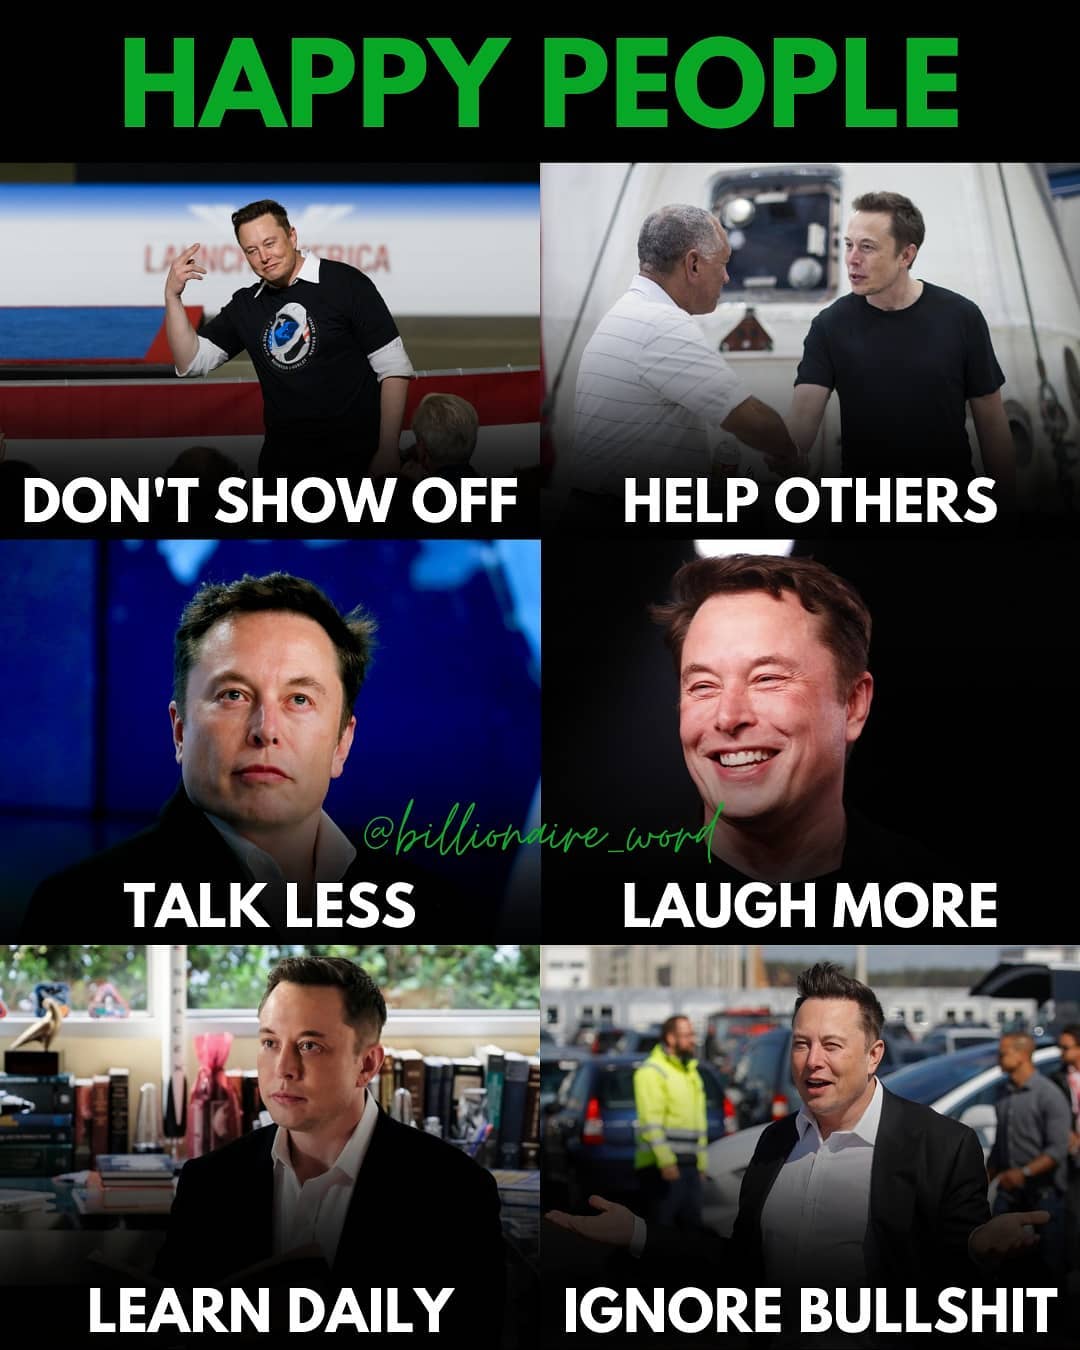 HAPPY PEOPLE
LAUNCH AMERICA
DON'T SHOW OFF
HELP OTHERS
@billionaire_word
TALK LESS
LAUGH MORE
LEARN DAILY
IGNORE BULLSHIT